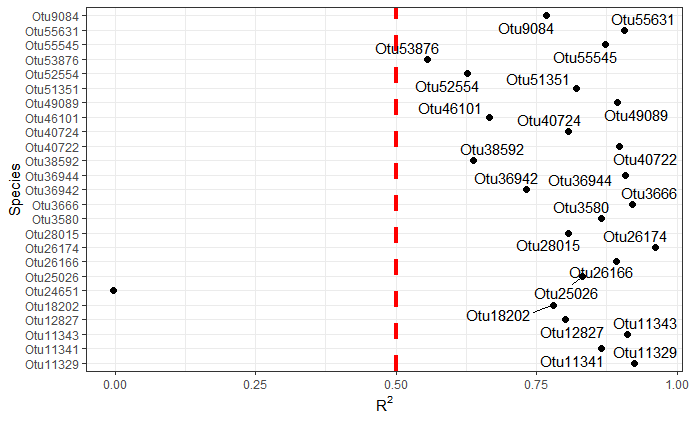 Otu9084
Otu55631
Otu55545
Otu53876
Otu52554
Otu51351
Otu49089
Otu46101
Otu40724
Otu40722
Otu38592
Otu36944
Otu36942
Otu3666
Otu3580
Otu28015
Otu26174
Otu26166
Otu25026
Otu24651
Otu18202
Otu12827
Otu11343
Otu11341
Otu11329
Species
Otu55631
Otu9084
Otu53876
Otu55545
Otu51351
Otu52554
Otu46101
Otu49089
Otu40724
Otu38592
Otu40722
Otu36942
Otu36944
Otu3666
Otu3580
Otu26174
Otu28015
Otu26166
Otu25026
Otu18202
Otu11343
Otu12827
Otu11329
Otu11341
0.00 0.25 0.50 0.75 1.00
R²